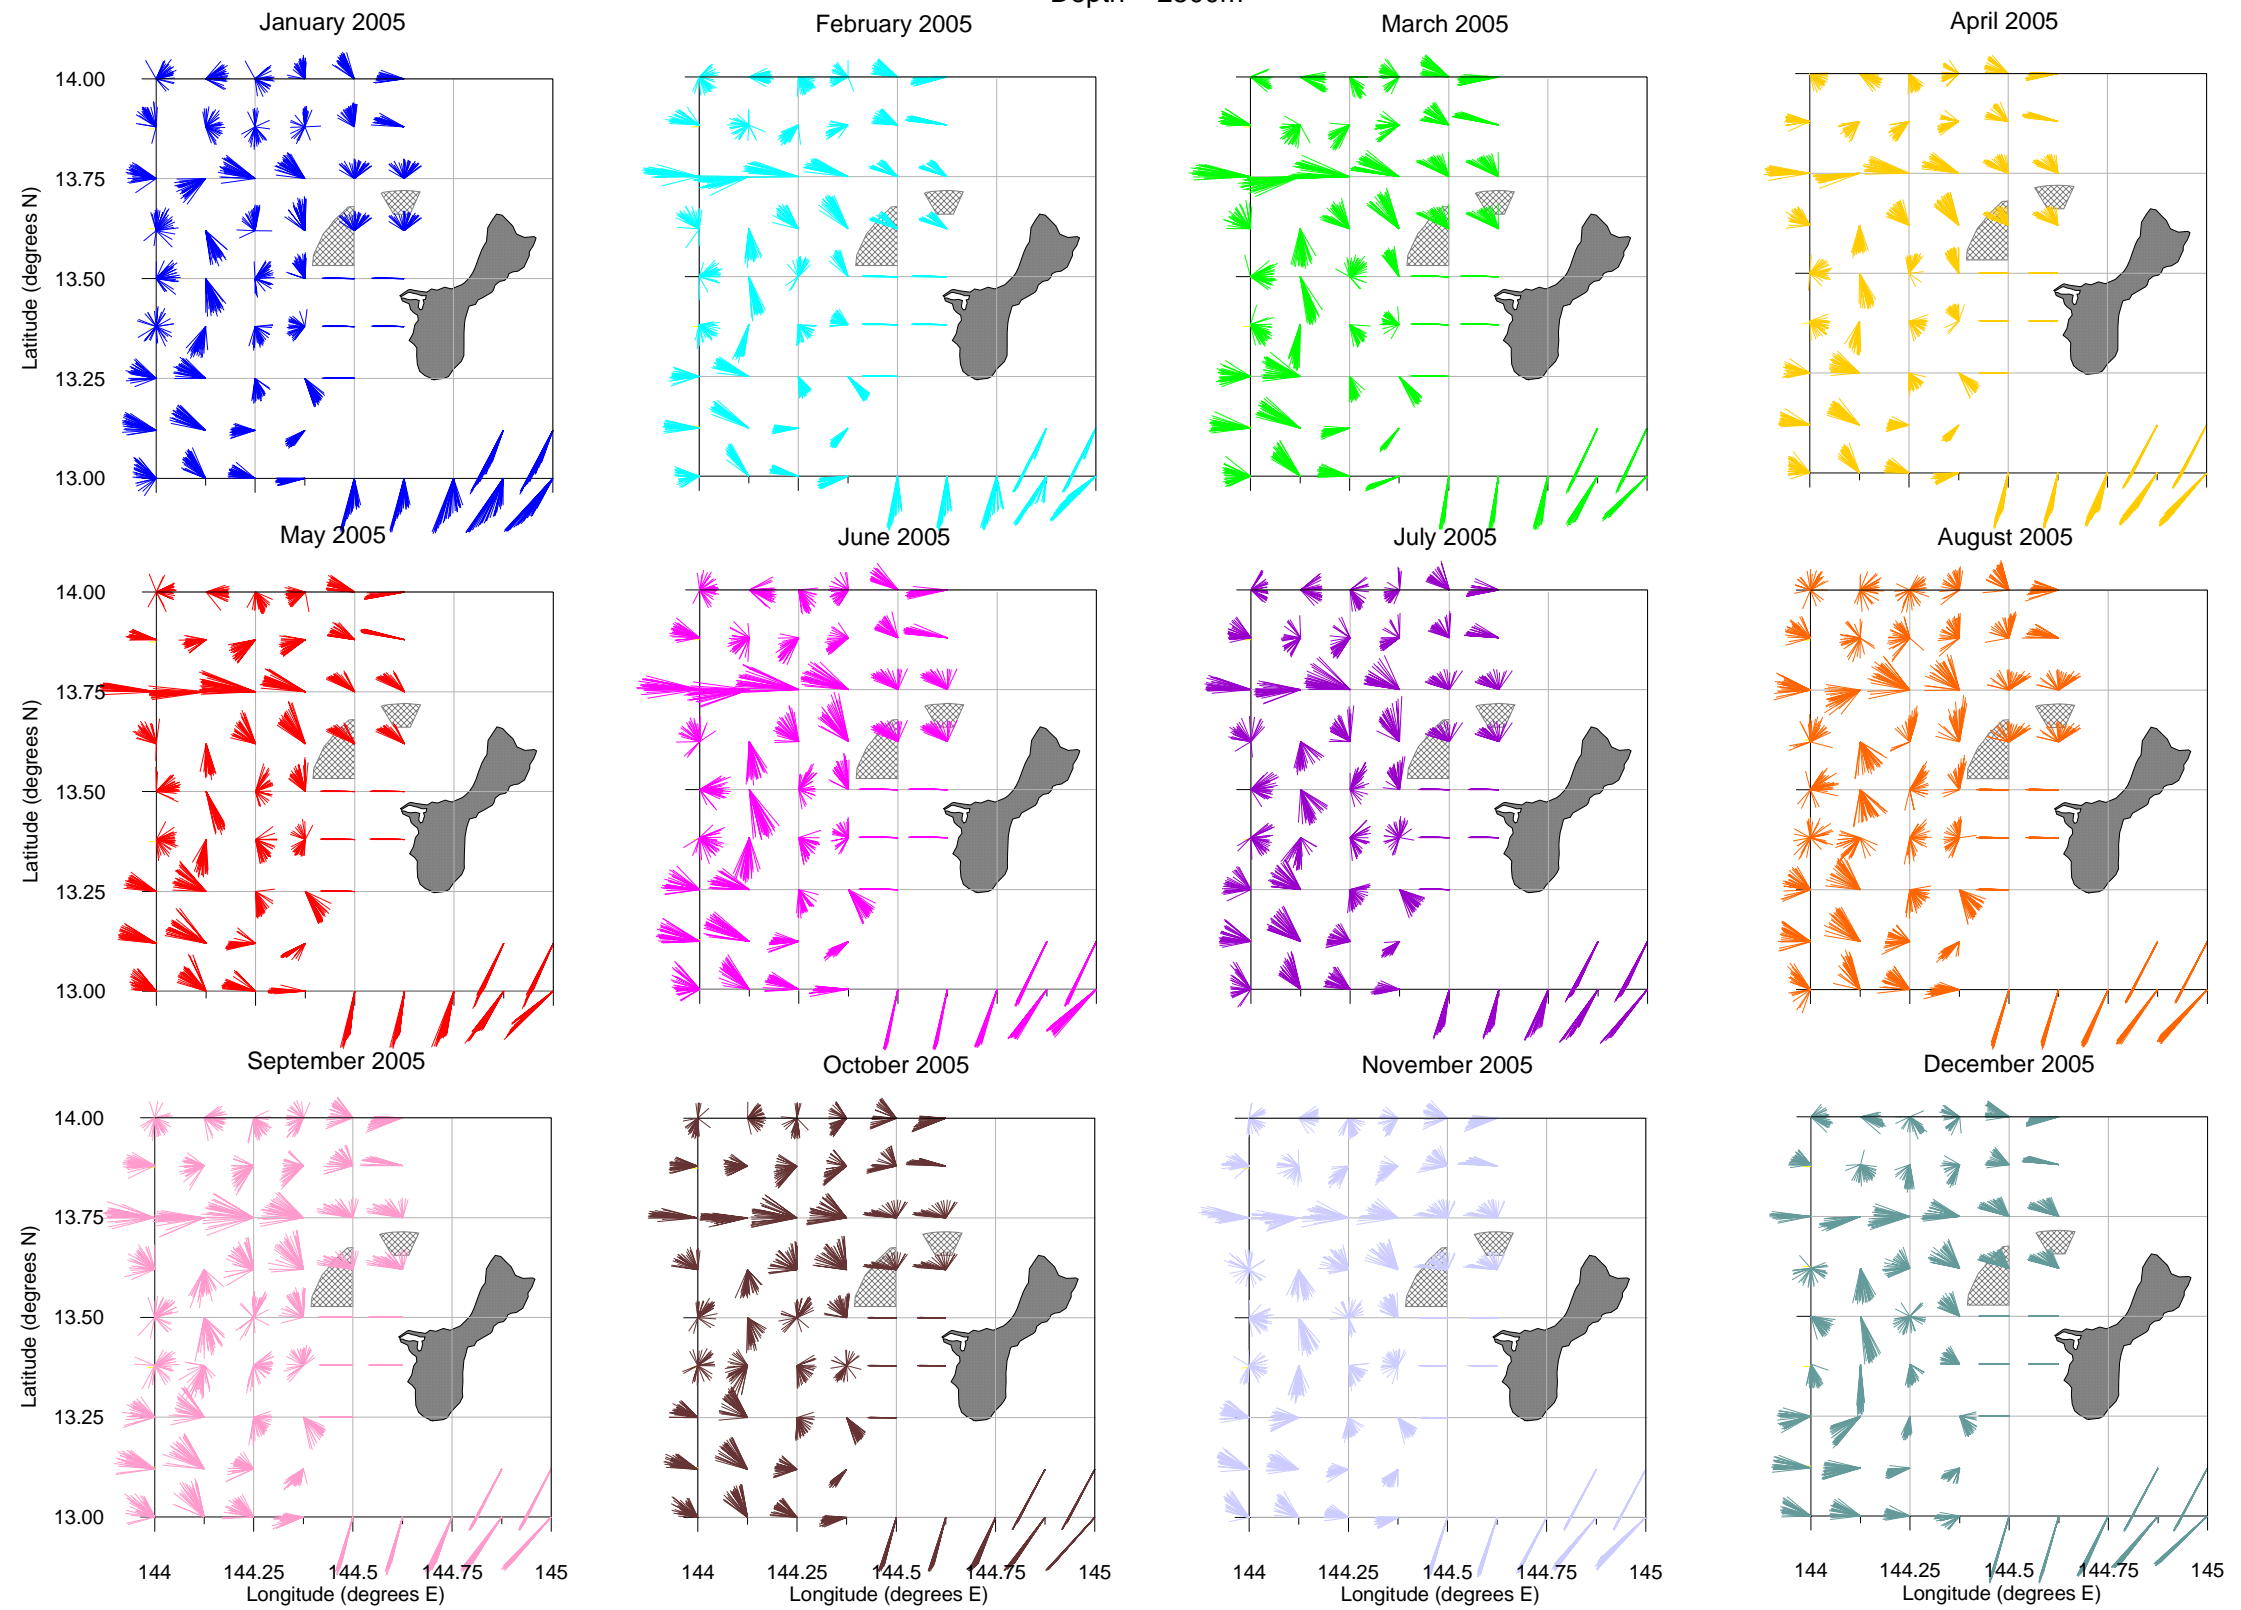 January 2005
February 2005
March 2005
April 2005
14.00
13.75
13.50
13.25
13.00
Latitude (degrees N)
May 2005
June 2005
July 2005
August 2005
14.00
13.75
13.50
13.25
13.00
Latitude (degrees N)
September 2005
October 2005
November 2005
December 2005
14.00
13.75
13.50
13.25
13.00
Latitude (degrees N)
144 144.25 144.5 144.75 145
Longitude (degrees E)
144 144.25 144.5 144.75 145
Longitude (degrees E)
144 144.25 144.5 144.75 145
Longitude (degrees E)
144 144.25 144.5 144.75 145
Longitude (degrees E)